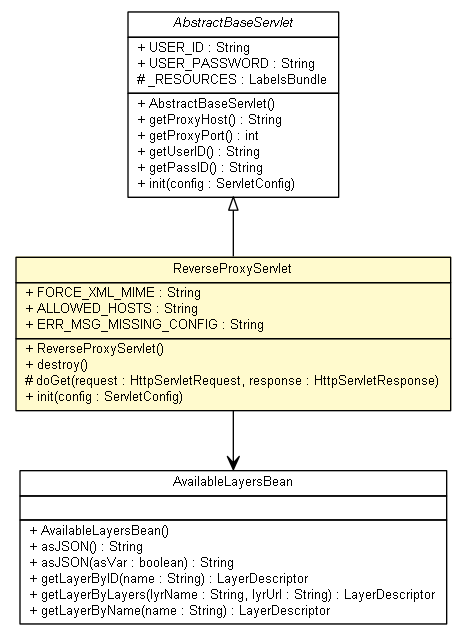 AbstractBaseServlet
+ USER_ID : String
+ USER_PASSWORD : String
# _RESOURCES : LabelsBundle
+ AbstractBaseServlet()
+ getProxyHost() : String
+ getProxyPort() : int
+ getUserID() : String
+ getPassID() : String
+ init(config : ServletConfig)
ReverseProxyServlet
+ FORCE_XML_MIME : String
+ ALLOWED_HOSTS : String
+ ERR_MSG_MISSING_CONFIG : String
+ ReverseProxyServlet()
+ destroy()
# doGet(request : HttpServletRequest, response : HttpServletResponse)
+ init(config : ServletConfig)
AvailableLayersBean
+ AvailableLayersBean()
+ asJSON() : String
+ asJSON(asVar : boolean) : String
+ getLayerByID(name : String) : LayerDescriptor
+ getLayerByLayers(lyrName : String, lyrUrl : String) : LayerDescriptor
+ getLayerByName(name : String) : LayerDescriptor